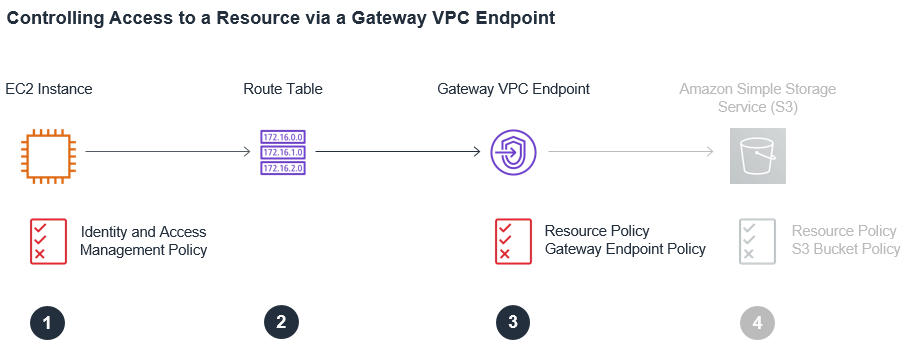 Controlling Access to a Resource via a Gateway VPC Endpoint
EC2 Instance
Route Table
Gateway VPC Endpoint
Amazon Simple Storage
Service (S3)
172.16.0.0
172.16.1.0
172.16.2.0
Identity and Access
Management Policy
Resource Policy
Gateway Endpoint Policy
Resource Policy
S3 Bucket Policy
1
2
3
4